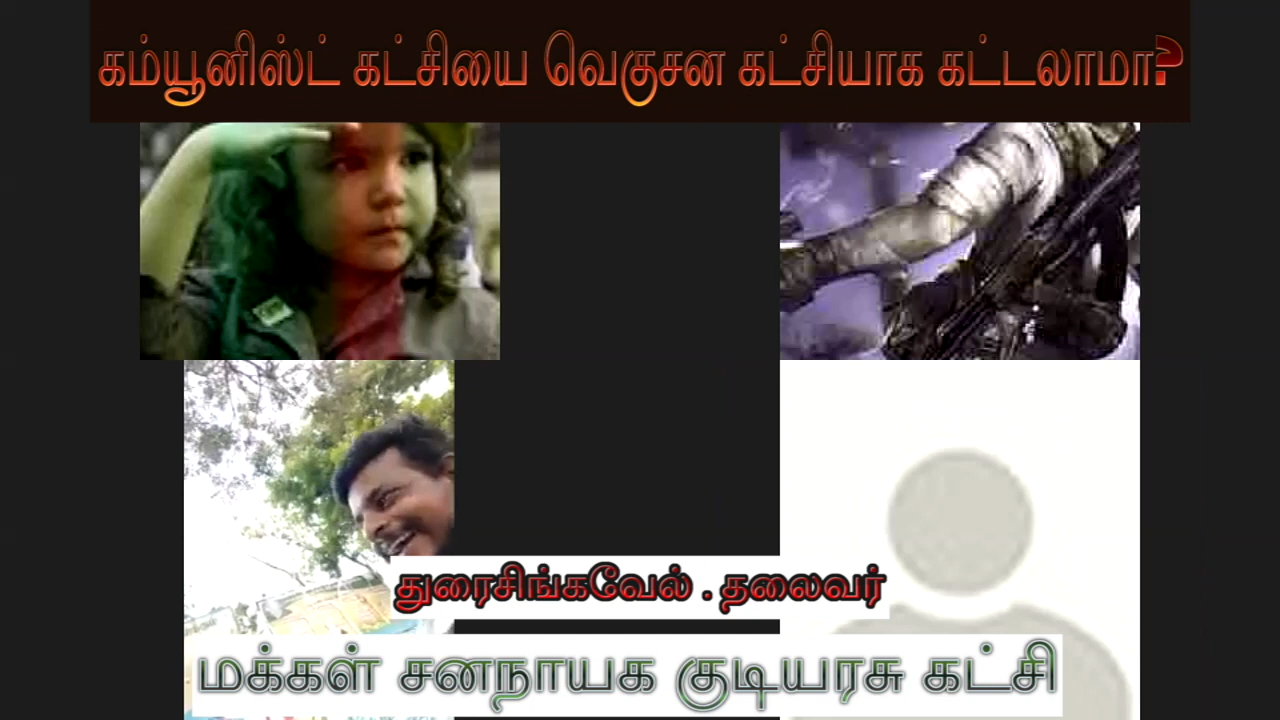 கம்யூனிஸ்ட் கட்சியை வெகுசன கட்சியாக கட்டலாமா?
துரைசிங்கவேல் . தலைவர்
மக்கள் சனநாயக குடியரசு கட்சி